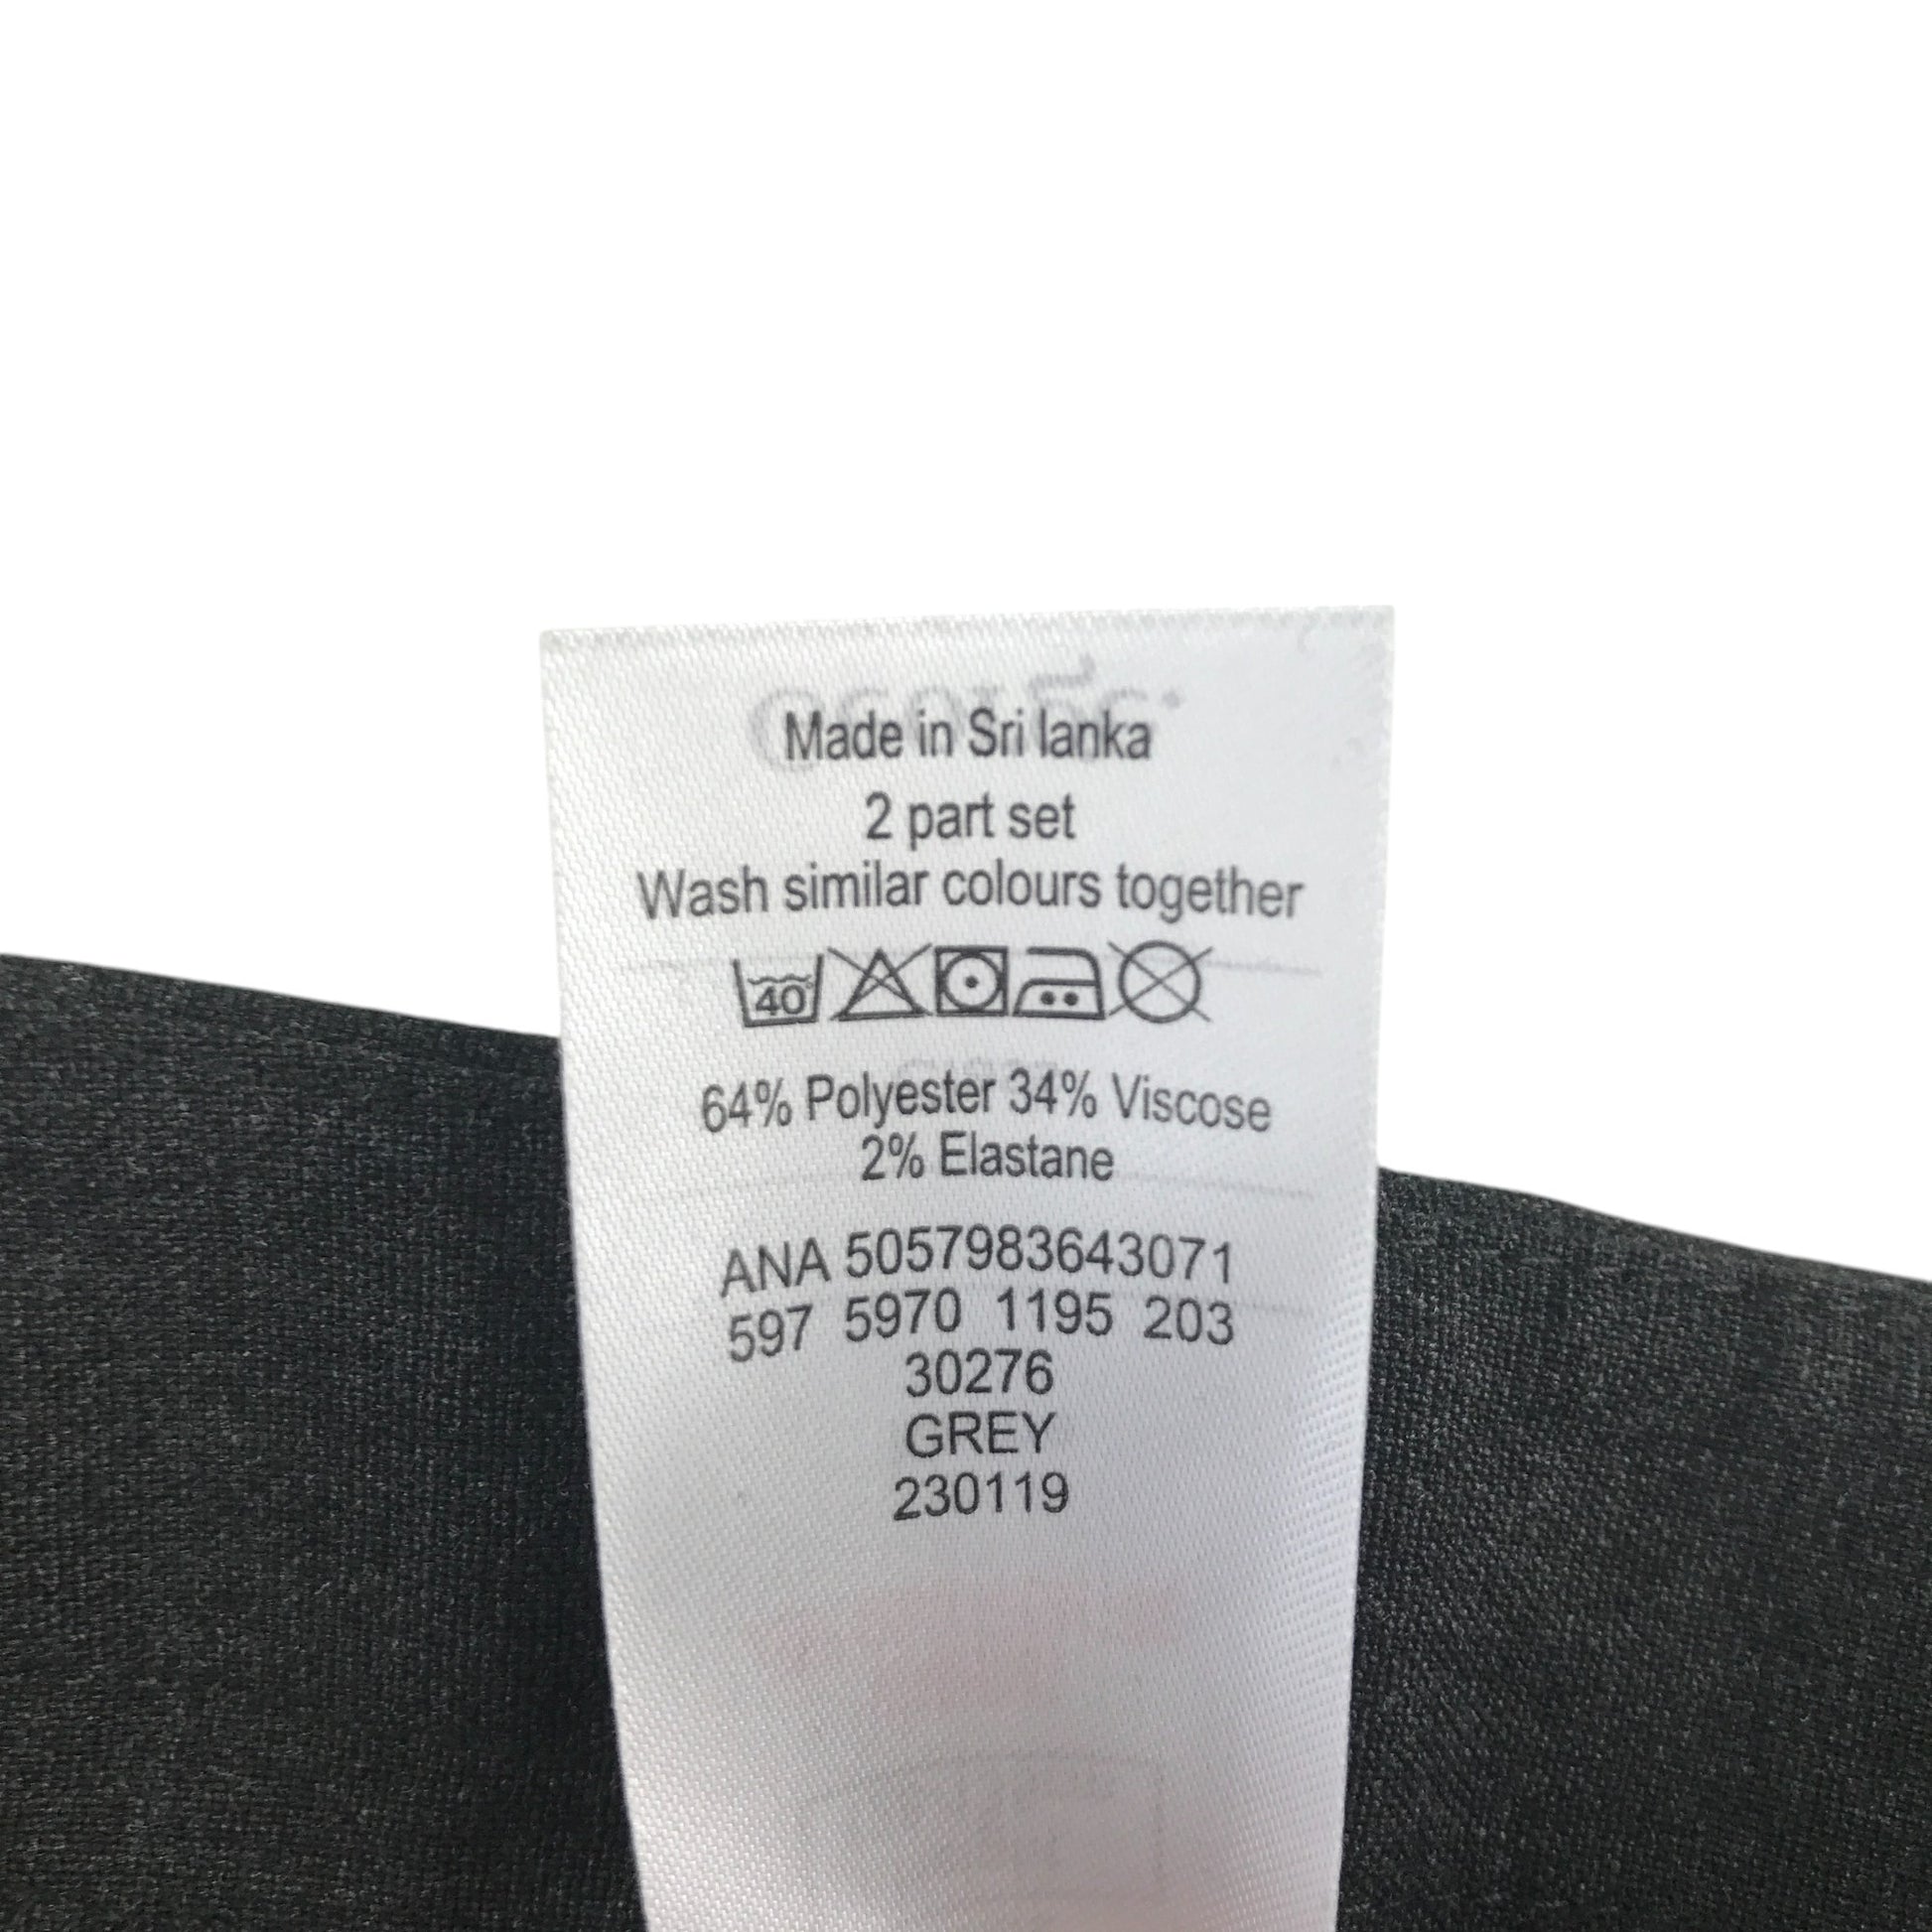 Made in Sri lanka
2 part set
Wash similar colours together
40
64% Polyester 34% Viscose
2% Elastane
ANA 5057983643071
597 5970 1195 203
30276
GREY
230119